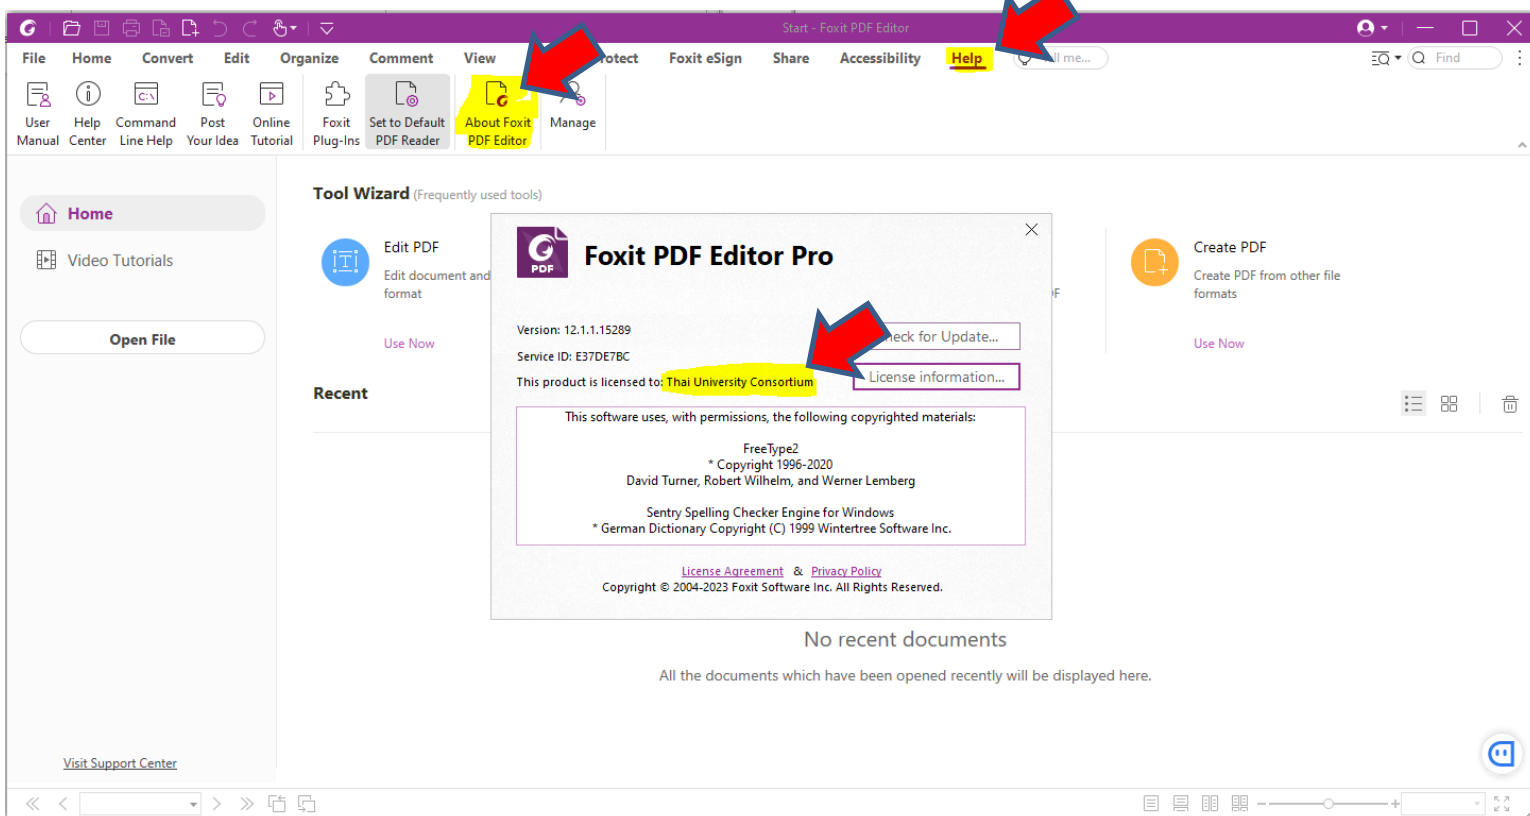 Start - Foxit PDF Editor
File Home Convert Edit Organize Comment View Foxit eSign Share Accessibility Help me... Find
User Manual
Help Center
Command Line Help
Post Your Idea
Online Tutorial
Foxit Plug-Ins
Set to Default PDF Reader
About Foxit PDF Editor
Manage
Home
Video Tutorials
Open File
Visit Support Center
Tool Wizard (Frequently used tools)
Edit PDF
Edit document and
format
Use Now
Create PDF
Create PDF from other file
formats
Use Now
Recent
PDF
Foxit PDF Editor Pro
Version: 12.1.1.15289
Service ID: E37DE7BC
This product is licensed to: Thai University Consortium
for Update...
License information...
This software uses, with permissions, the following copyrighted materials:
FreeType2
* Copyright 1996-2020
David Turner, Robert Wilhelm, and Werner Lemberg
Sentry Spelling Checker Engine for Windows
* German Dictionary Copyright (C) 1999 Wintertree Software Inc.
License Agreement & Privacy Policy
Copyright © 2004-2023 Foxit Software Inc. All Rights Reserved.
No recent documents
All the documents which have been opened recently will be displayed here.